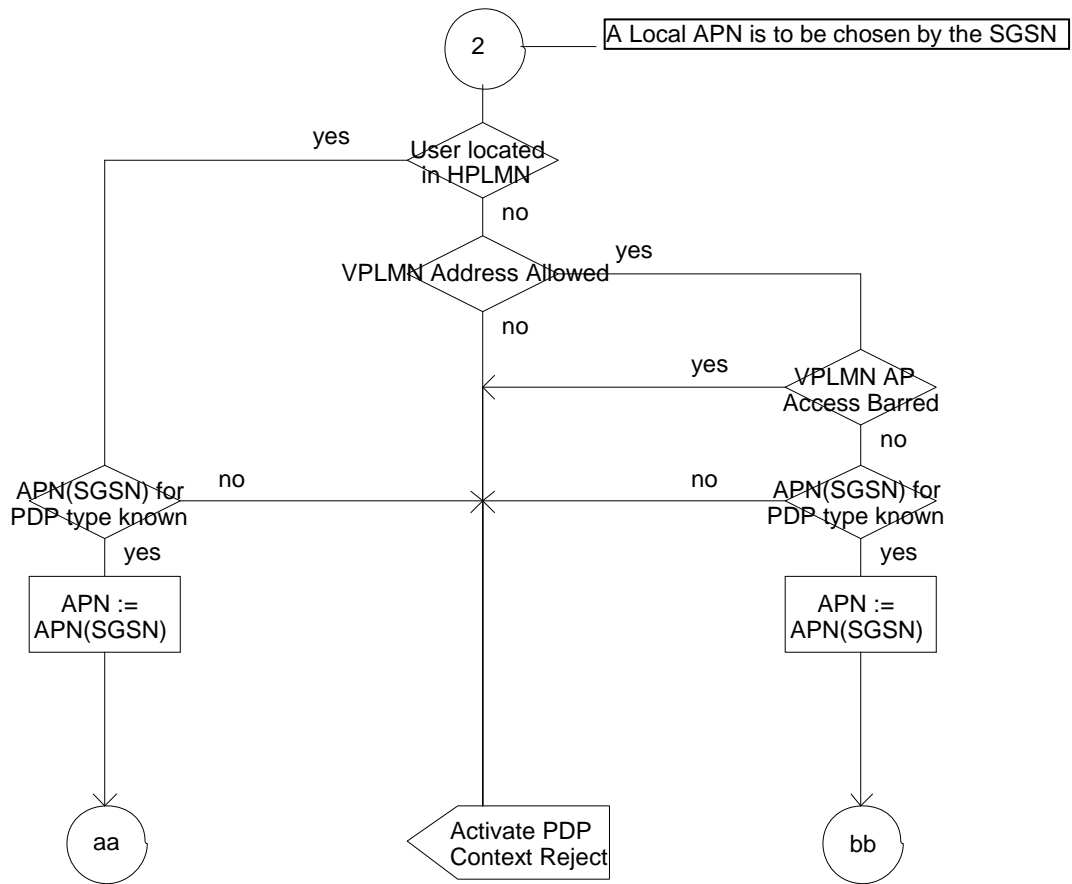 2
A Local APN is to be chosen by the SGSN
yes
User located
in HPLMN
no
VPLMN Address Allowed
yes
no
yes
VPLMN AP
Access Barred
no
APN(SGSN) for
PDP type known
no
no
APN(SGSN) for
PDP type known
yes
yes
APN :=
APN(SGSN)
APN :=
APN(SGSN)
aa
Activate PDP
Context Reject
bb